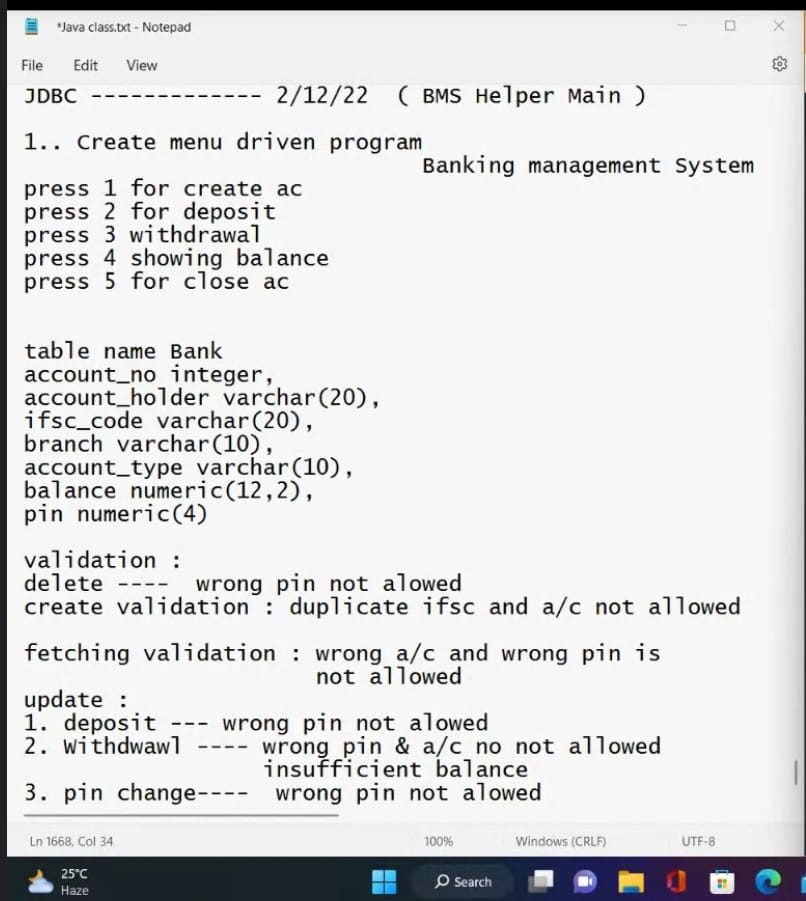 *Java class.txt - Notepad
File Edit View
JDBC ------------- 2/12/22 ( BMS Helper Main )
1.. Create menu driven program
Banking management System
press 1 for create ac
press 2 for deposit
press 3 withdrawal
press 4 showing balance
press 5 for close ac
table name Bank
account_no integer,
account_holder varchar(20),
ifsc_code varchar(20),
branch varchar(10),
account_type varchar(10),
balance numeric(12,2),
pin numeric(4)
validation :
delete ---- wrong pin not alowed
create validation : duplicate ifsc and a/c not allowed
fetching validation : wrong a/c and wrong pin is
not allowed
update :
1. deposit --- wrong pin not alowed
2. Withdwawl ---- wrong pin & a/c no not allowed
insufficient balance
3. pin change---- wrong pin not alowed
Ln 1668, Col 34 100% Windows (CRLF) UTF-8
25°C
Haze
Search